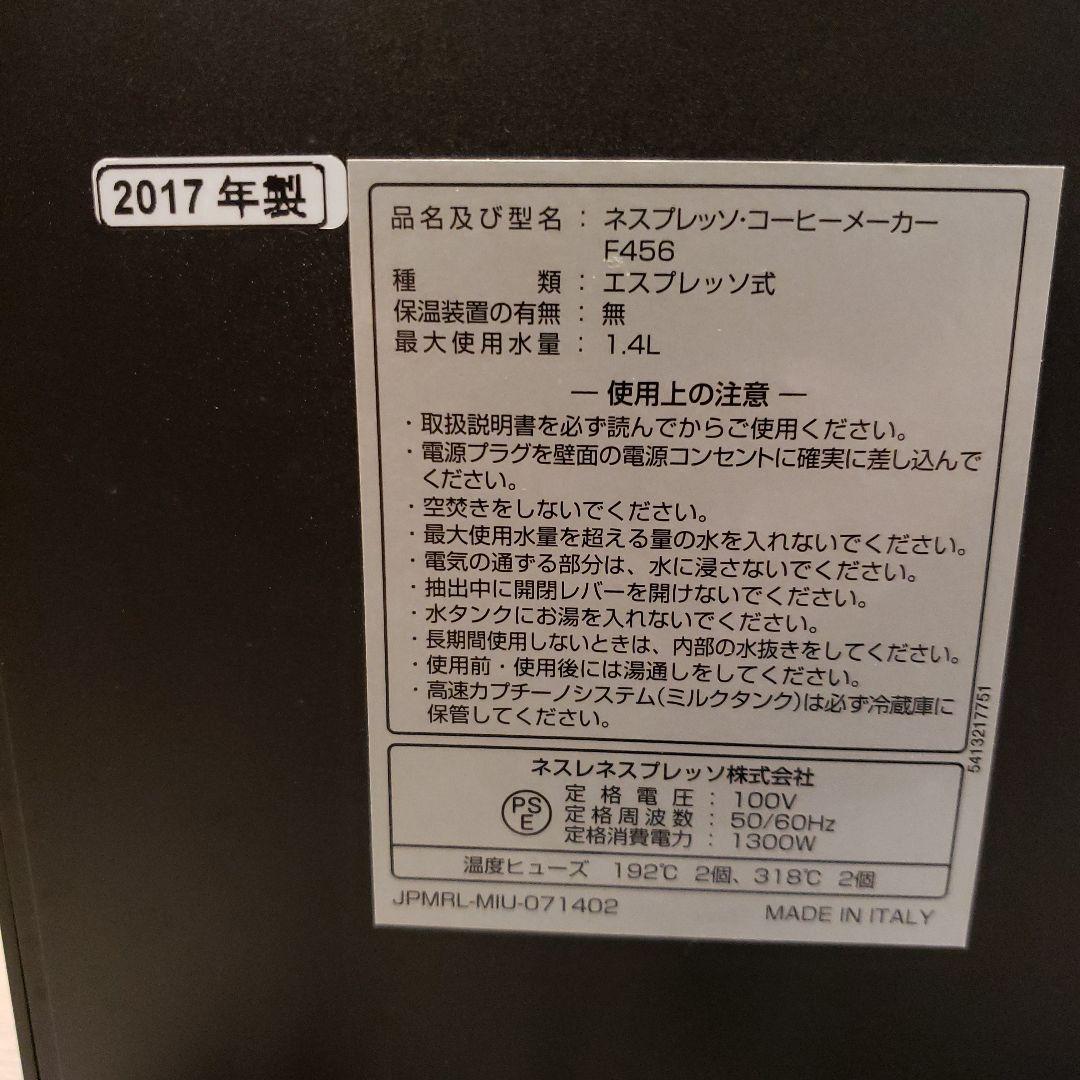 2017 年製
品名及び型名 : ネスプレッソ・コーヒーメーカー
F456
種 類 : エスプレッソ式
保温装置の有無 : 無
最大使用水量 : 1.4L
― 使用上の注意 ―
・取扱説明書を必ず読んでからご使用ください。
・電源プラグを壁面の電源コンセントに確実に差し込んで
ください。
・空焚きをしないでください。
・最大使用水量を超える量の水を入れないでください。
・電気の通ずる部分は、水に浸さないでください。
・抽出中に開閉レバーを開けないでください。
・水タンクにお湯を入れないでください。
・長期間使用しないときは、内部の水抜きをしてください。
・使用前・使用後には湯通しをしてください。
・高速カプチーノシステム(ミルクタンク)は必ず冷蔵庫に
保管してください。
5413217751
ネスレネスプレッソ株式会社
PS
E
定格電圧 : 100V
定格周波数 : 50/60Hz
定格消費電力 : 1300W
温度ヒューズ 192℃ 2個、318℃ 2個
JPMRL-MIU-071402
MADE IN ITALY